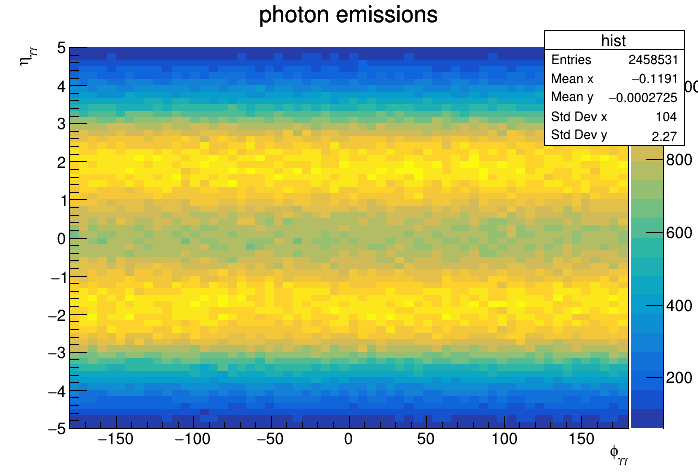 photon emissions
hist
Entries 2458531
Mean x −0.1191
Mean y −0.0002725
Std Dev x 104
Std Dev y 2.27
η_γγ
5
4
3
2
1
0
−1
−2
−3
−4
−5
−150 −100 −50 0 50 100 150
ϕ_γγ
800
600
400
200